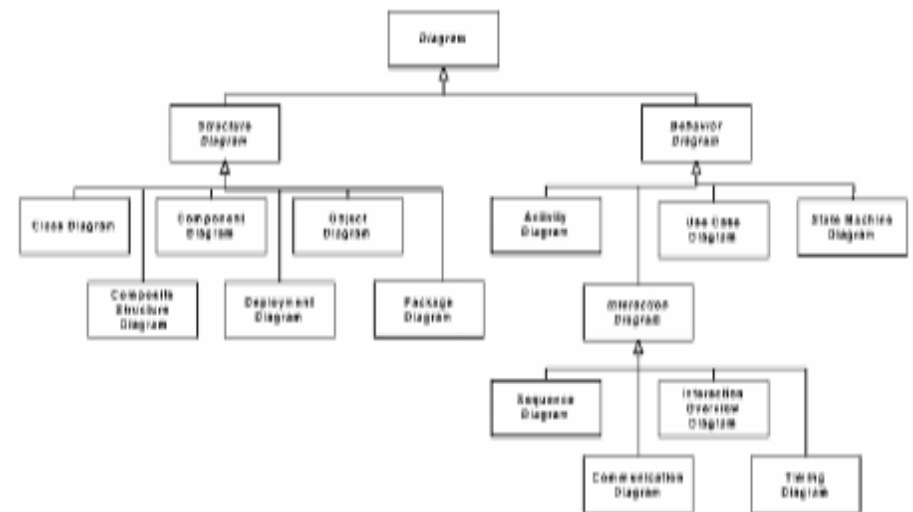 Diagram
Structure
Diagram
Behavior
Diagram
Class Diagram
Component
Diagram
Object
Diagram
Activity
Diagram
Use Case
Diagram
State Machine
Diagram
Composite
Structure
Diagram
Deployment
Diagram
Package
Diagram
Interaction
Diagram
Sequence
Diagram
Interaction
Overview
Diagram
Communication
Diagram
Timing
Diagram